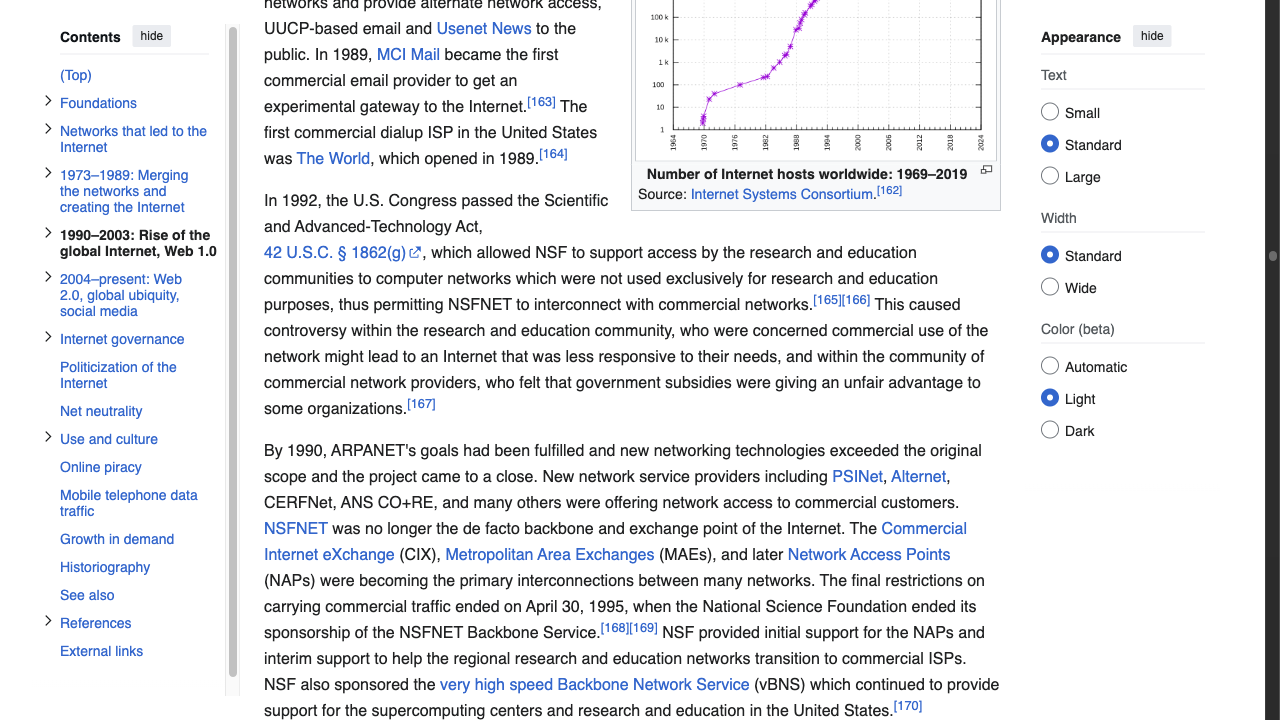 Contents hide
(Top)
Foundations
Networks that led to the
Internet
1973–1989: Merging
the networks and
creating the Internet
1990–2003: Rise of the
global Internet, Web 1.0
2004–present: Web
2.0, global ubiquity,
social media
Internet governance
Politicization of the
Internet
Net neutrality
Use and culture
Online piracy
Mobile telephone data
traffic
Growth in demand
Historiography
See also
References
External links
networks and provide alternate network access,
UUCP-based email and Usenet News to the
public. In 1989, MCI Mail became the first
commercial email provider to get an
experimental gateway to the Internet.[163] The
first commercial dialup ISP in the United States
was The World, which opened in 1989.[164]
100 k
10 k
1 k
100
10
1
1964 1970 1976 1982 1988 1994 2000 2006 2012 2018 2024
Number of Internet hosts worldwide: 1969–2019
Source: Internet Systems Consortium.[162]
In 1992, the U.S. Congress passed the Scientific
and Advanced-Technology Act,
42 U.S.C. § 1862(g), which allowed NSF to support access by the research and education
communities to computer networks which were not used exclusively for research and education
purposes, thus permitting NSFNET to interconnect with commercial networks.[165][166] This caused
controversy within the research and education community, who were concerned commercial use of the
network might lead to an Internet that was less responsive to their needs, and within the community of
commercial network providers, who felt that government subsidies were giving an unfair advantage to
some organizations.[167]
By 1990, ARPANET's goals had been fulfilled and new networking technologies exceeded the original
scope and the project came to a close. New network service providers including PSINet, Alternet,
CERFNet, ANS CO+RE, and many others were offering network access to commercial customers.
NSFNET was no longer the de facto backbone and exchange point of the Internet. The Commercial
Internet eXchange (CIX), Metropolitan Area Exchanges (MAEs), and later Network Access Points
(NAPs) were becoming the primary interconnections between many networks. The final restrictions on
carrying commercial traffic ended on April 30, 1995, when the National Science Foundation ended its
sponsorship of the NSFNET Backbone Service.[168][169] NSF provided initial support for the NAPs and
interim support to help the regional research and education networks transition to commercial ISPs.
NSF also sponsored the very high speed Backbone Network Service (vBNS) which continued to provide
support for the supercomputing centers and research and education in the United States.[170]
Appearance hide
Text
Small
Standard
Large
Width
Standard
Wide
Color (beta)
Automatic
Light
Dark